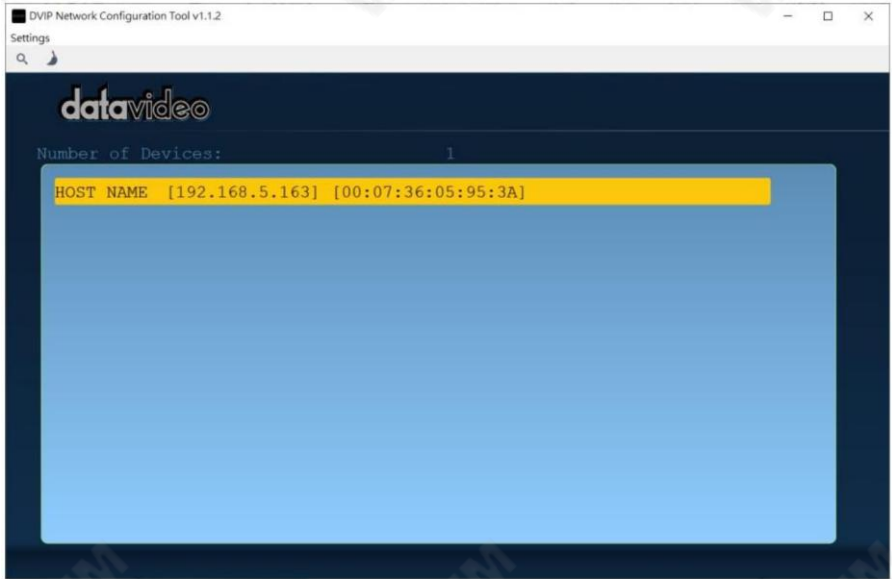 DVIP Network Configuration Tool v1.1.2
Settings
datavideo
Number of Devices: 1
HOST NAME [192.168.5.163] [00:07:36:05:95:3A]